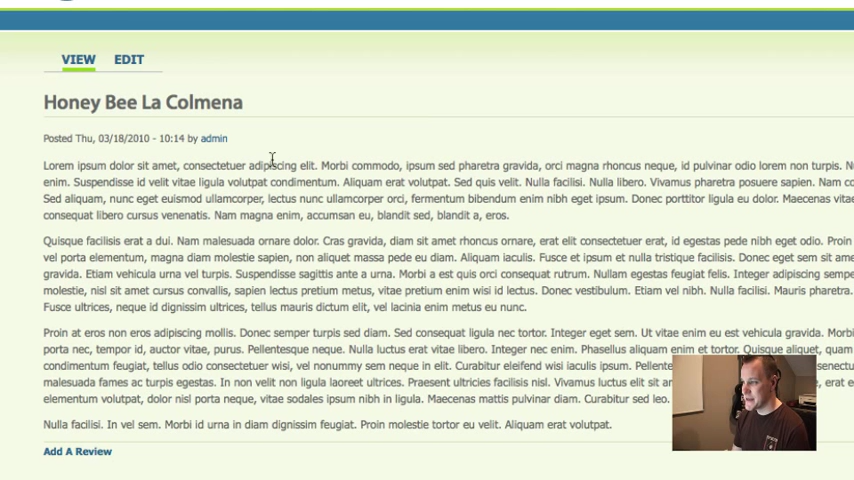 VIEW EDIT
Honey Bee La Colmena
Posted Thu, 03/18/2010 - 10:14 by admin
Lorem ipsum dolor sit amet, consectetuer adipiscing elit. Morbi commodo, ipsum sed pharetra gravida, orci magna rhoncus neque, id pulvinar odio lorem non turpis.
enim. Suspendisse id velit vitae ligula volutpat condimentum. Aliquam erat volutpat. Sed quis velit. Nulla facilisi. Nulla libero. Vivamus pharetra posuere sapien. Nam
Sed aliquam, nunc eget euismod ullamcorper, lectus nunc ullamcorper orci, fermentum bibendum enim nibh eget ipsum. Donec porttitor ligula eu dolor. Maecenas
consequat libero cursus venenatis. Nam magna enim, accumsan eu, blandit sed, blandit a, eros.
Quisque facilisis erat a dui. Nam malesuada ornare dolor. Cras gravida, diam sit amet rhoncus ornare, erat elit consectetuer erat, id egestas pede nibh eget odio. Proin
vel porta elementum, magna diam molestie sapien, non aliquet massa pede eu diam. Aliquam iaculis. Fusce et ipsum et nulla tristique facilisis. Donec eget sem sit
gravida. Etiam vehicula urna vel turpis. Suspendisse sagittis ante a urna. Morbi a est quis orci consequat rutrum. Nullam egestas feugiat felis. Integer adipiscing
molestie, nisl sit amet cursus convallis, sapien lectus pretium metus, vitae pretium enim wisi id lectus. Donec vestibulum. Etiam vel nibh. Nulla facilisi. Mauris pharetra.
Fusce ultrices, neque id dignissim ultrices, tellus mauris dictum elit, vel lacinia enim metus eu nunc.
Proin at eros non eros adipiscing mollis. Donec semper turpis sed diam. Sed consequat ligula nec tortor. Integer eget sem. Ut vitae enim eu est vehicula gravida. Morbi
porta nec, tempor id, auctor vitae, purus. Pellentesque neque. Nulla luctus erat vitae libero. Integer nec enim. Phasellus aliquam enim et tortor. Quisque aliquet, quam
condimentum feugiat, tellus odio consectetuer wisi, vel nonummy sem neque in elit. Curabitur eleifend wisi iaculis ipsum.
malesuada fames ac turpis egestas. In non velit non ligula laoreet ultrices. Praesent ultricies facilisis nisl. Vivamus luctus elit sit
elementum volutpat, dolor nisl porta neque, vitae sodales ipsum nibh in ligula. Maecenas mattis pulvinar diam. Curabitur sed leo.
Nulla facilisi. In vel sem. Morbi id urna in diam dignissim feugiat. Proin molestie tortor eu velit. Aliquam erat volutpat.
Add A Review